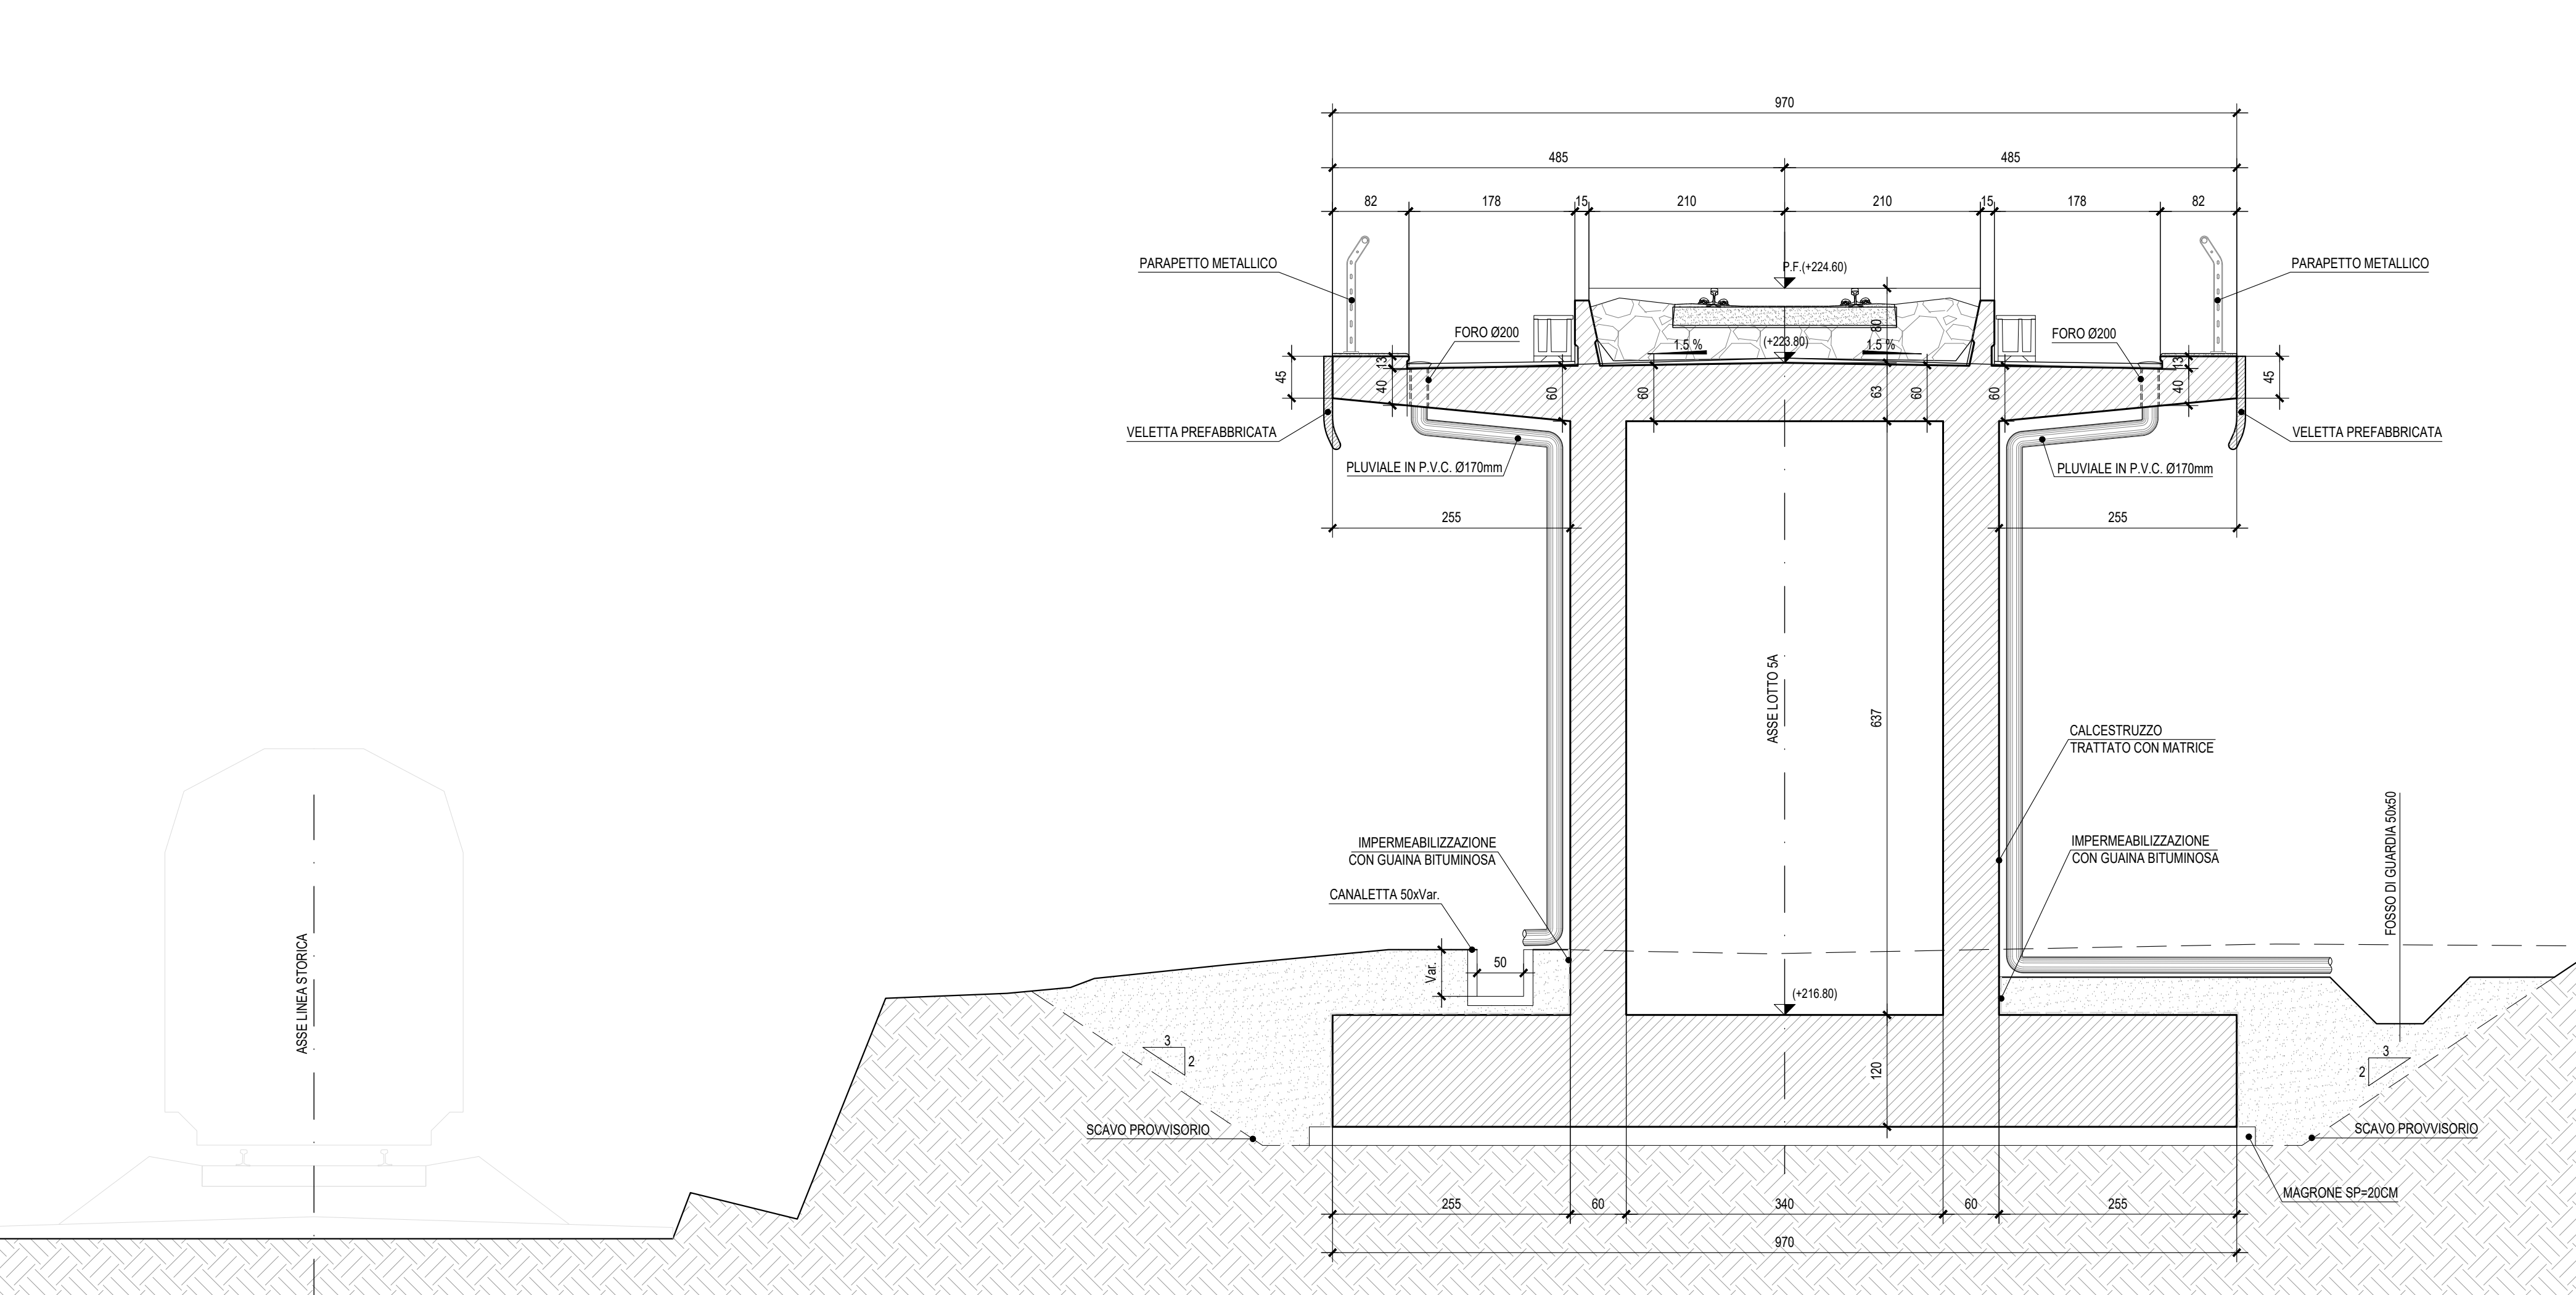 970
485
485
82
178
15
210
210
15
178
82
PARAPETTO METALLICO
P.F.(+224.60)
PARAPETTO METALLICO
FORO Ø200
80
FORO Ø200
1.5 %
(+223.80)
1.5 %
45
13
40
60
60
63
60
60
13
40
45
VELETTA PREFABBRICATA
VELETTA PREFABBRICATA
PLUVIALE IN P.V.C. Ø170mm
PLUVIALE IN P.V.C. Ø170mm
255
255
ASSE LOTTO 5A
637
CALCESTRUZZO
TRATTATO CON MATRICE
IMPERMEABILIZZAZIONE
CON GUAINA BITUMINOSA
IMPERMEABILIZZAZIONE
CON GUAINA BITUMINOSA
FOSSO DI GUARDIA 50x50
CANALETTA 50xVar.
ASSE LINEA STORICA
Var.
50
(+216.80)
3
2
120
3
2
SCAVO PROVVISORIO
SCAVO PROVVISORIO
MAGRONE SP=20CM
255
60
340
60
255
970